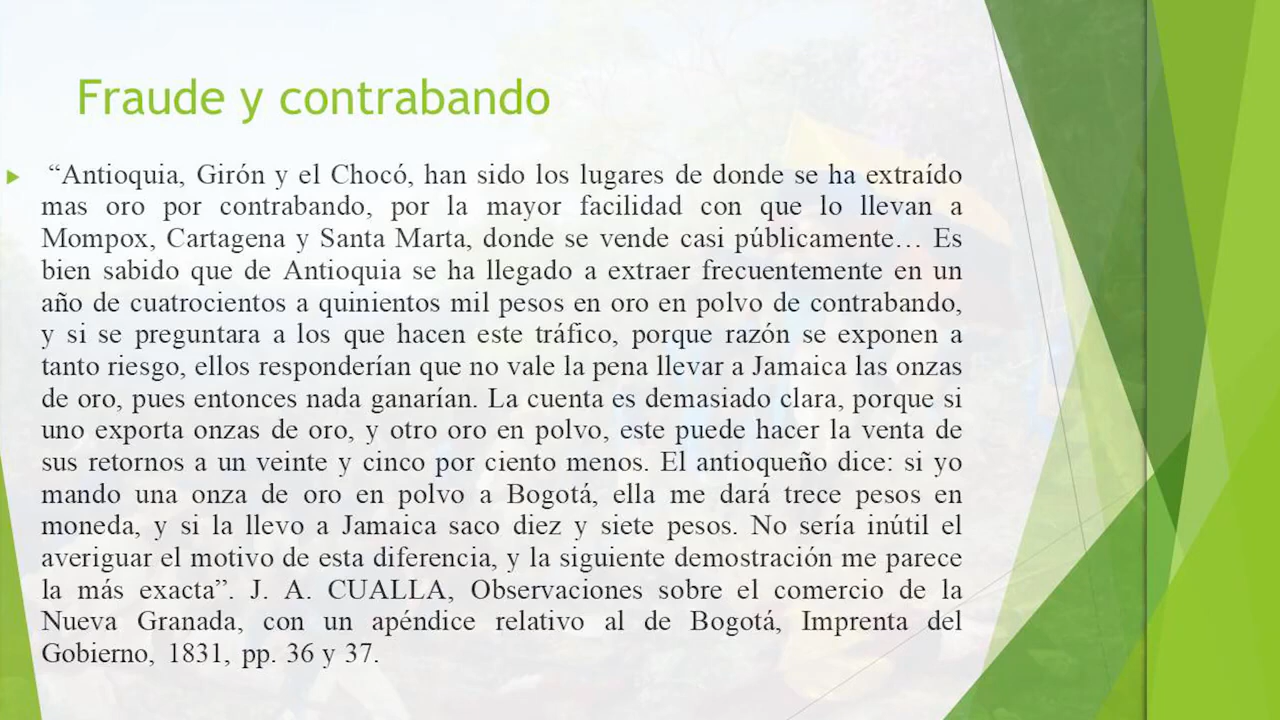 Fraude y contrabando
“Antioquia, Girón y el Chocó, han sido los lugares de donde se ha extraído
mas oro por contrabando, por la mayor facilidad con que lo llevan a
Mompox, Cartagena y Santa Marta, donde se vende casi públicamente… Es
bien sabido que de Antioquia se ha llegado a extraer frecuentemente en un
año de cuatrocientos a quinientos mil pesos en oro en polvo de contrabando,
y si se preguntara a los que hacen este tráfico, porque razón se exponen a
tanto riesgo, ellos responderían que no vale la pena llevar a Jamaica las onzas
de oro, pues entonces nada ganarían. La cuenta es demasiado clara, porque si
uno exporta onzas de oro, y otro oro en polvo, este puede hacer la venta de
sus retornos a un veinte y cinco por ciento menos. El antioqueño dice: si yo
mando una onza de oro en polvo a Bogotá, ella me dará trece pesos en
moneda, y si la llevo a Jamaica saco diez y siete pesos. No sería inútil el
averiguar el motivo de esta diferencia, y la siguiente demostración me parece
la más exacta”. J. A. CUALLA, Observaciones sobre el comercio de la
Nueva Granada, con un apéndice relativo al de Bogotá, Imprenta del
Gobierno, 1831, pp. 36 y 37.